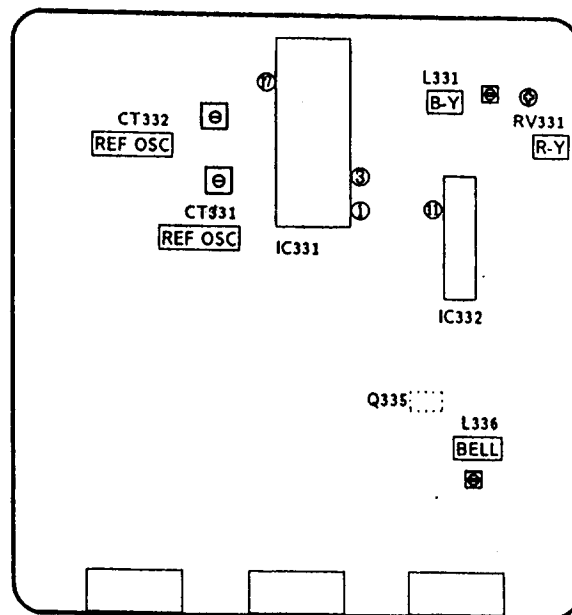 L331
B-Y
RV331
R-Y
17
CT332
REF OSC
3
1
11
CT331
REF OSC
IC331
IC332
Q335
L336
BELL